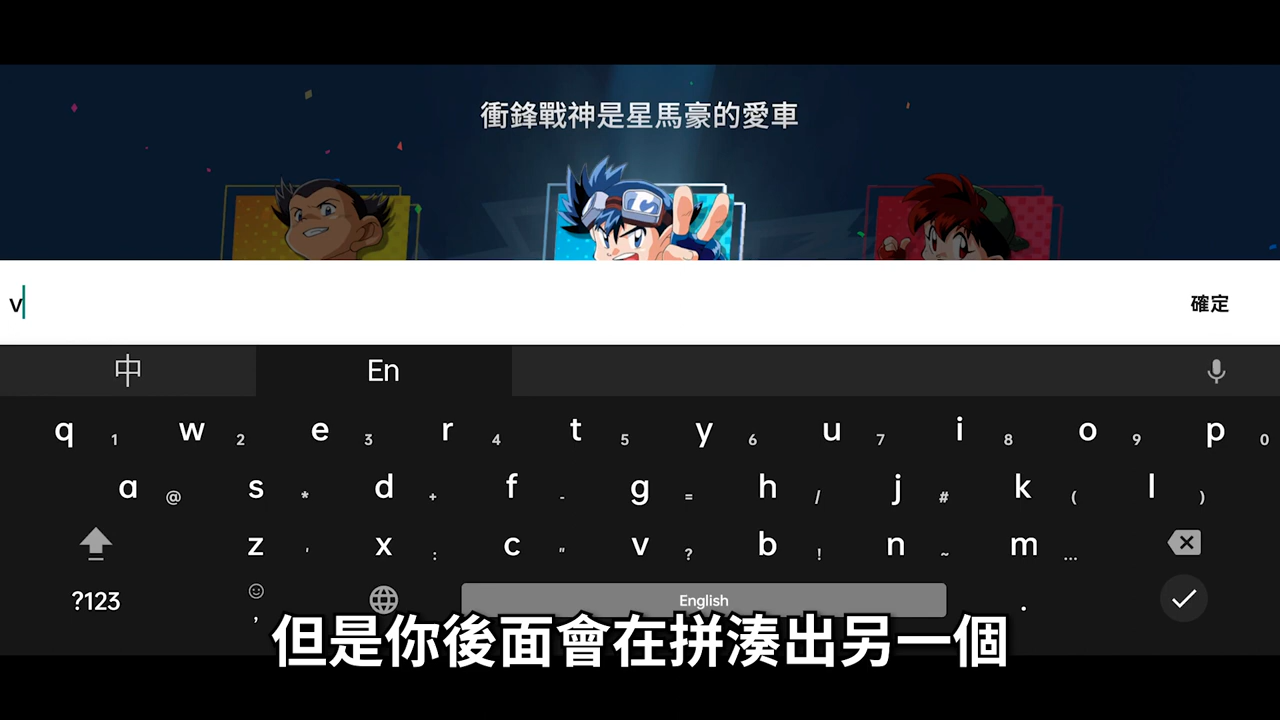 衝鋒戰神是星馬豪的愛車
v
確定
中 En
q 1 w 2 e 3 r 4 t 5 y 6 u 7 i 8 o 9 p 0
a @ s * d + f - g = h / j # k ( l )
z ' x : c " v ? b ! n ~ m ...
?123 , English .
但是你後面會在拼湊出另一個